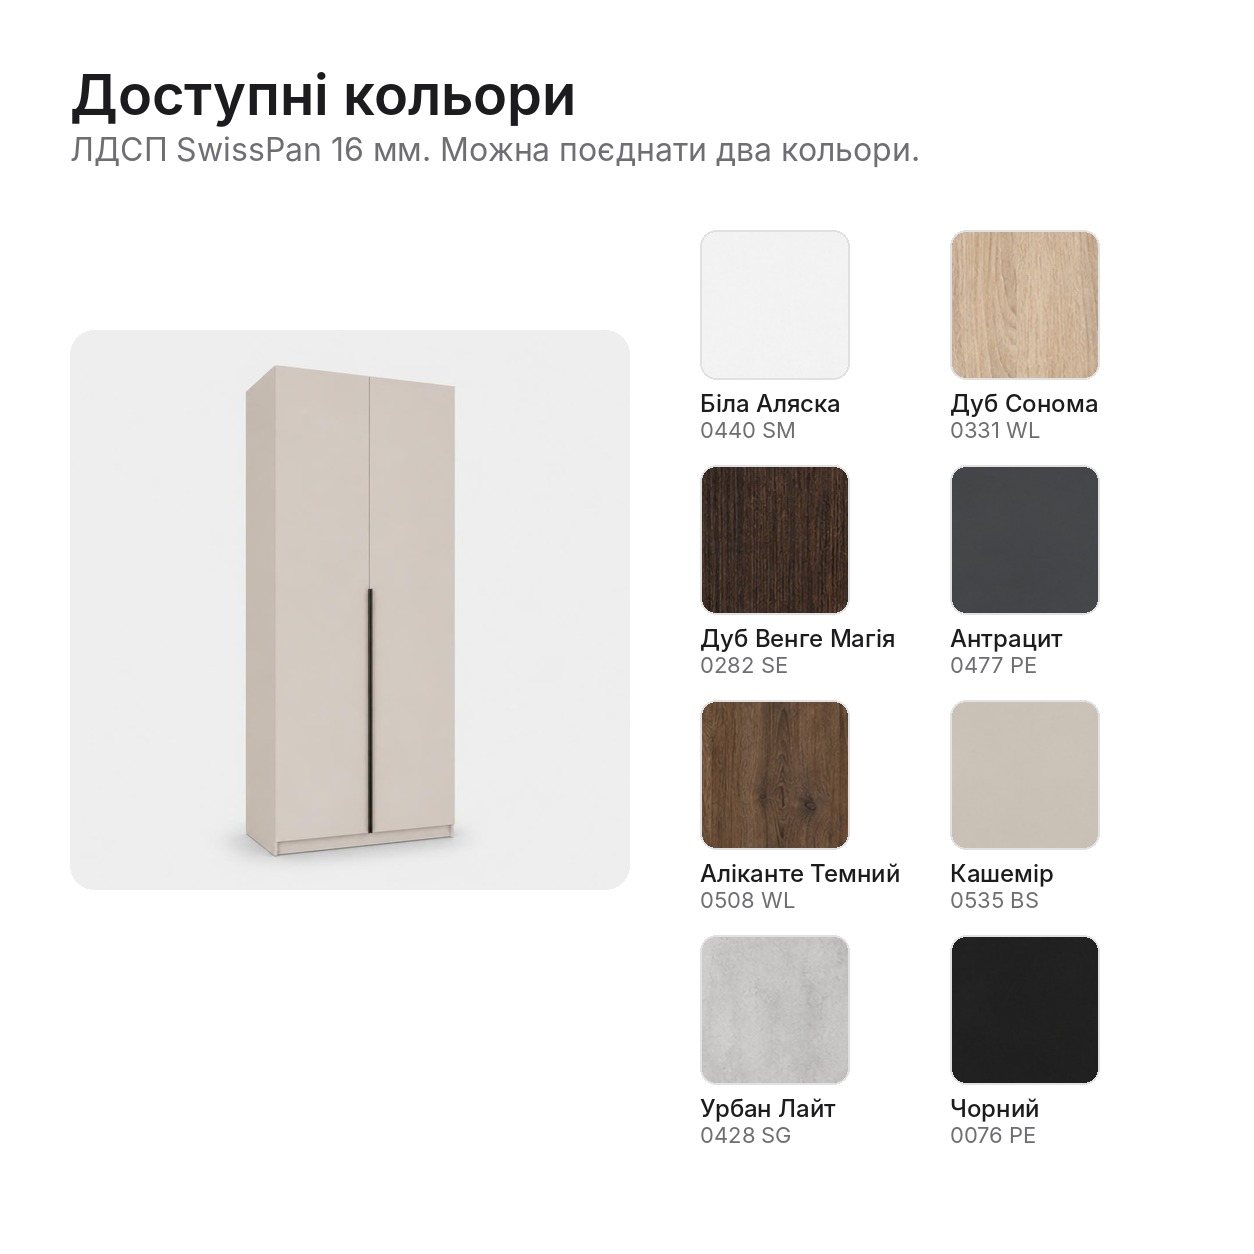 Доступні кольори
ЛДСП SwissPan 16 мм. Можна поєднати два кольори.
Біла Аляска
0440 SM
Дуб Сонома
0331 WL
Дуб Венге Магія
0282 SE
Антрацит
0477 PE
Аліканте Темний
0508 WL
Кашемір
0535 BS
Урбан Лайт
0428 SG
Чорний
0076 PE